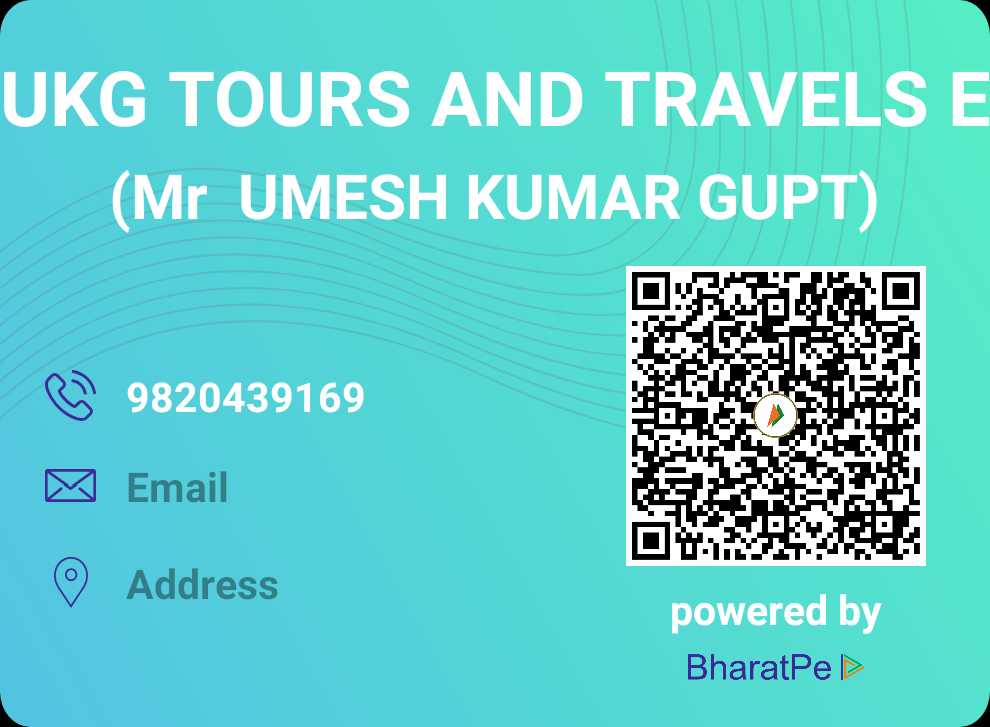 UKG TOURS AND TRAVELS E
(Mr UMESH KUMAR GUPT)
9820439169
Email
Address
powered by
BharatPe